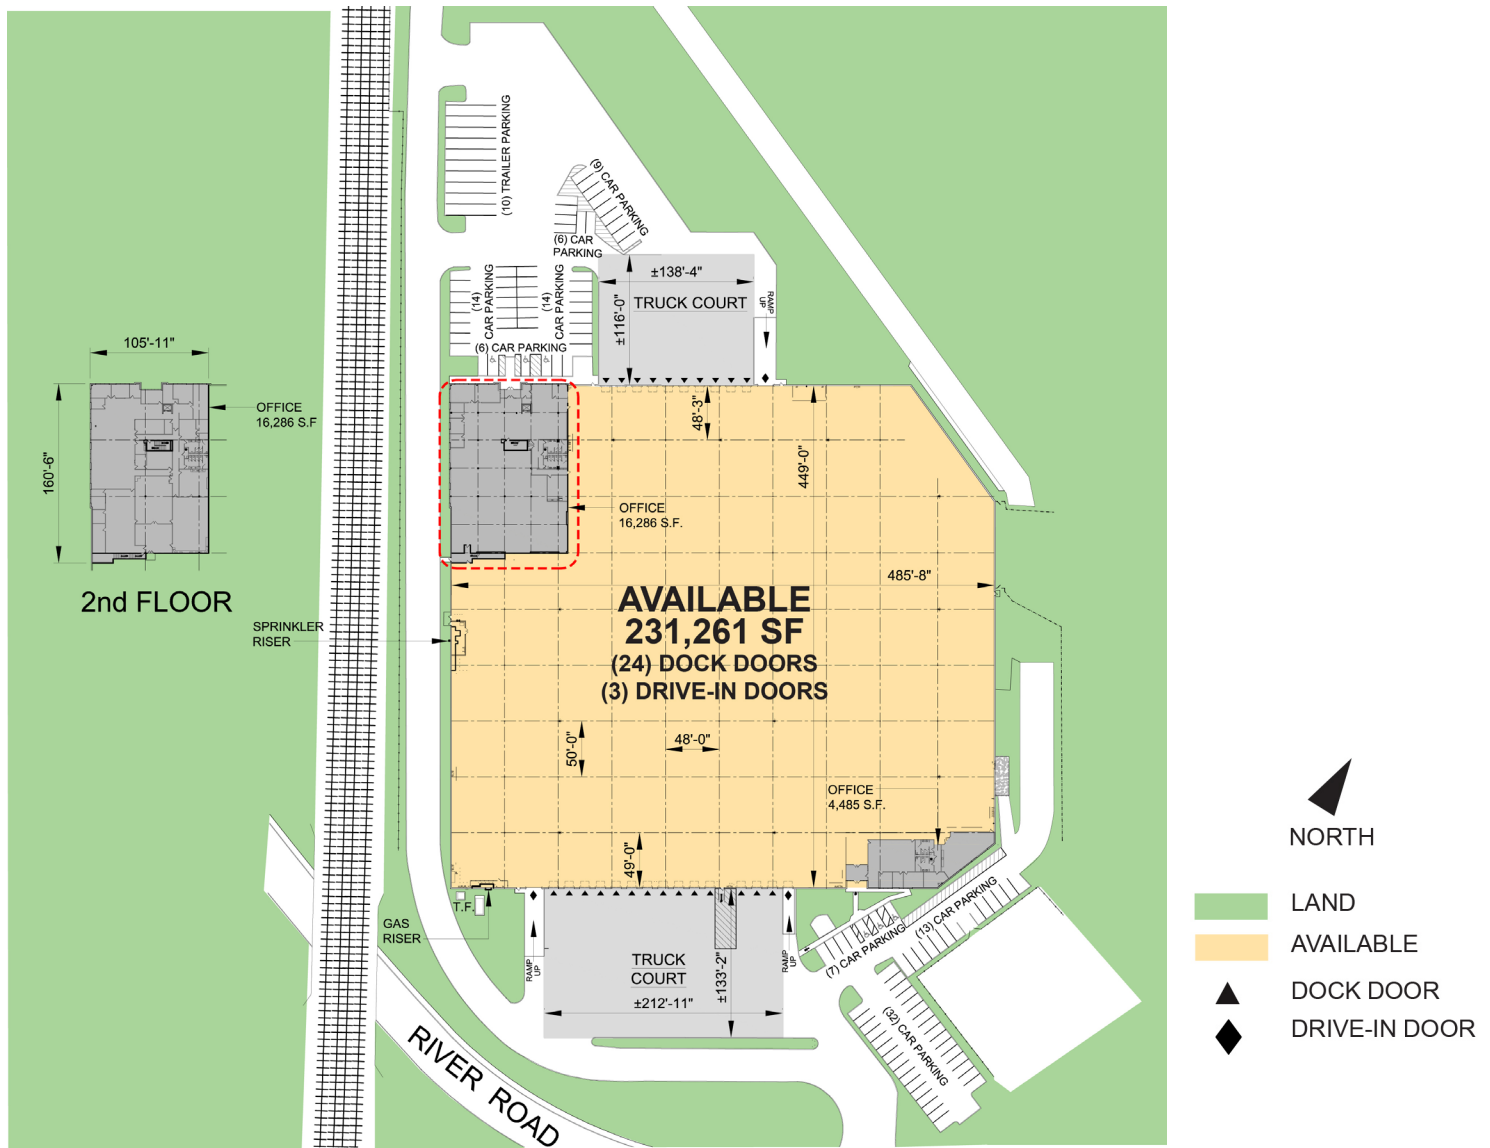 (10) TRAILER PARKING
(9) CAR PARKING
(6) CAR
PARKING
(14)
CAR PARKING
(14)
CAR PARKING
(6) CAR PARKING
±138'-4"
±116'-0"
TRUCK COURT
RAMP
UP
105'-11"
160'-6"
OFFICE
16,286 S.F
2nd FLOOR
48'-3"
449'-0"
OFFICE
16,286 S.F.
485'-8"
AVAILABLE
231,261 SF
(24) DOCK DOORS
(3) DRIVE-IN DOORS
SPRINKLER
RISER
50'-0"
48'-0"
OFFICE
4,485 S.F.
49'-0"
T.F.
GAS
RISER
RAMP
UP
TRUCK
COURT
±212'-11"
±133'-2"
RAMP
UP
(7) CAR PARKING
(13) CAR PARKING
(32) CAR PARKING
RIVER ROAD
NORTH
LAND
AVAILABLE
DOCK DOOR
DRIVE-IN DOOR